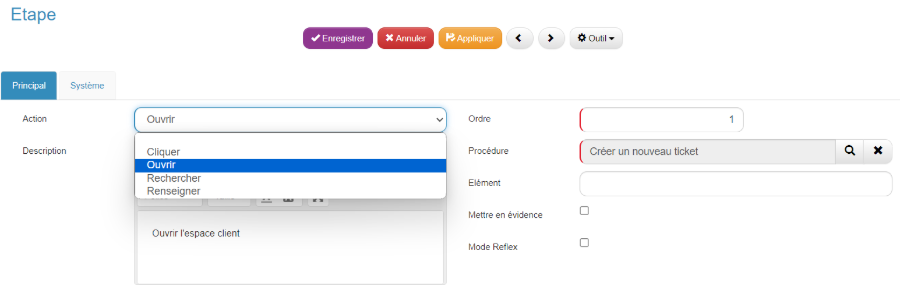 Etape
Enregistrer Annuler Appliquer Outil
Principal Système
Action Ouvrir
Ordre 1
Description
Cliquer
Ouvrir
Rechercher
Renseigner
Procédure Créer un nouveau ticket
Elément
Mettre en évidence
Mode Reflex
Ouvrir l'espace client